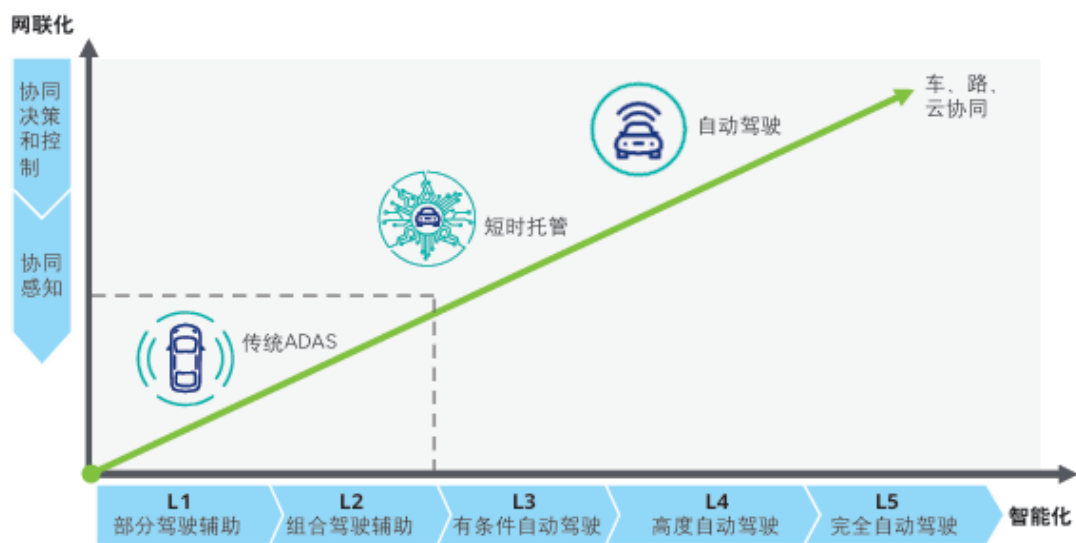 网联化
协同
决策
和控
制
协同
感知
车、路、
云协同
自动驾驶
短时托管
传统ADAS
L1
部分驾驶辅助
L2
组合驾驶辅助
L3
有条件自动驾驶
L4
高度自动驾驶
L5
完全自动驾驶
智能化